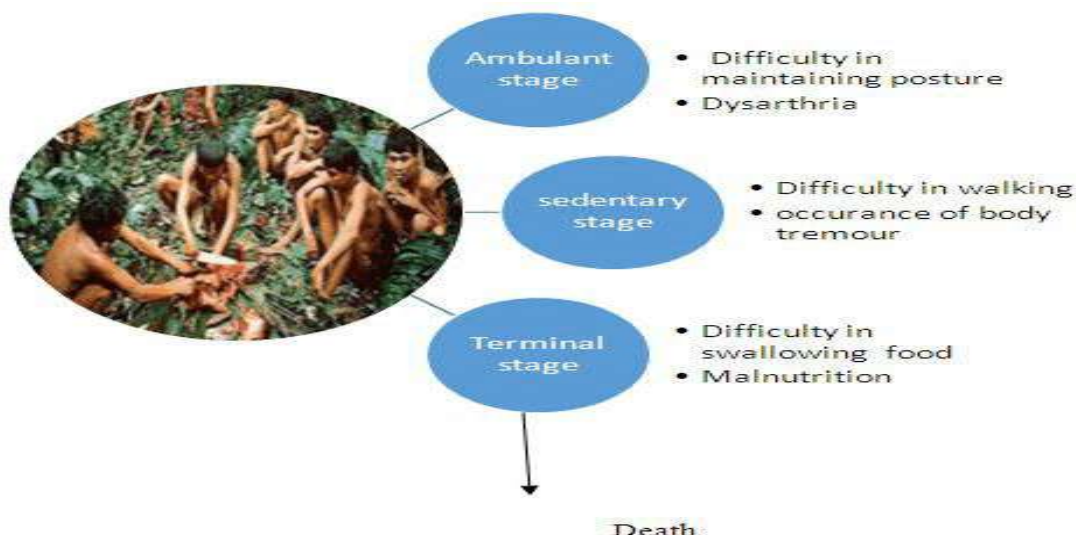 Ambulant
stage
• Difficulty in
maintaining posture
• Dysarthria
sedentary
stage
• Difficulty in walking
• occurance of body
tremour
Terminal
stage
• Difficulty in
swallowing food
• Malnutrition
Death